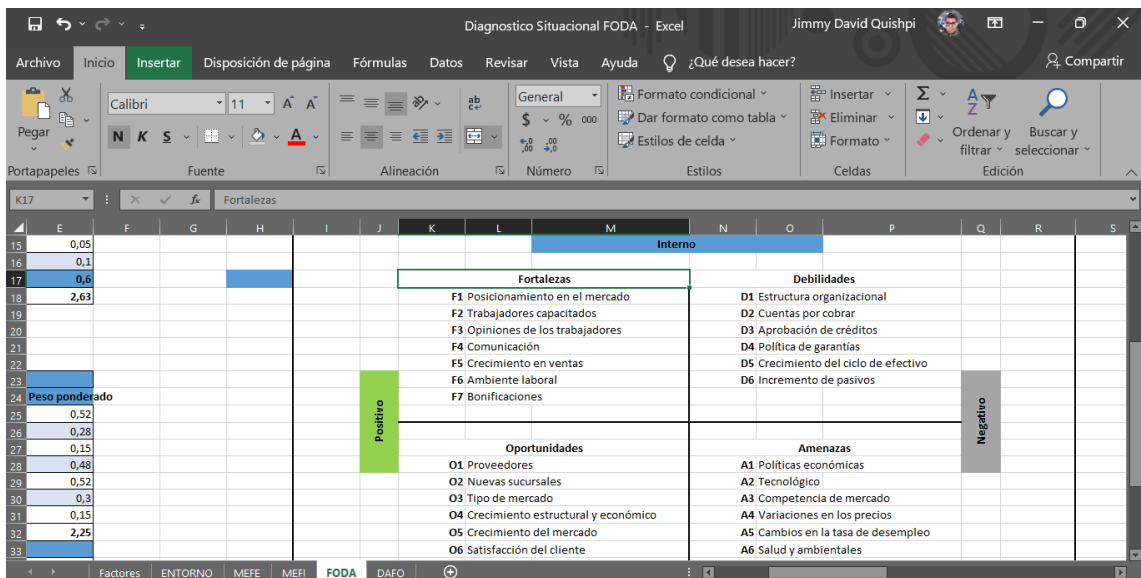 Diagnostico Situacional FODA - Excel
Jimmy David Quishpi
Archivo Inicio Insertar Disposición de página Fórmulas Datos Revisar Vista Ayuda ¿Qué desea hacer? Compartir
Pegar
Calibri 11 A A
N K S A
ab
General
$ % 000
Formato condicional
Dar formato como tabla
Estilos de celda
Insertar
Eliminar
Formato
Ordenar y filtrar
Buscar y seleccionar
Portapapeles Fuente Alineación Número Estilos Celdas Edición
K17 fx Fortalezas
E F G H I J K L M N O P Q R S
15 0,05 Interno
16 0,1
17 0,6 Fortalezas Debilidades
18 2,63 F1 Posicionamiento en el mercado D1 Estructura organizacional
19 F2 Trabajadores capacitados D2 Cuentas por cobrar
20 F3 Opiniones de los trabajadores D3 Aprobación de créditos
21 F4 Comunicación D4 Política de garantías
22 F5 Crecimiento en ventas D5 Crecimiento del ciclo de efectivo
23 F6 Ambiente laboral D6 Incremento de pasivos
24 Peso ponderado F7 Bonificaciones
25 0,52
Positivo
Negativo
26 0,28
27 0,15 Oportunidades Amenazas
28 0,48 O1 Proveedores A1 Políticas económicas
29 0,52 O2 Nuevas sucursales A2 Tecnológico
30 0,3 O3 Tipo de mercado A3 Competencia de mercado
31 0,15 O4 Crecimiento estructural y económico A4 Variaciones en los precios
32 2,25 O5 Crecimiento del mercado A5 Cambios en la tasa de desempleo
33 O6 Satisfacción del cliente A6 Salud y ambientales
Factores ENTORNO MEFE MEFI FODA DAFO